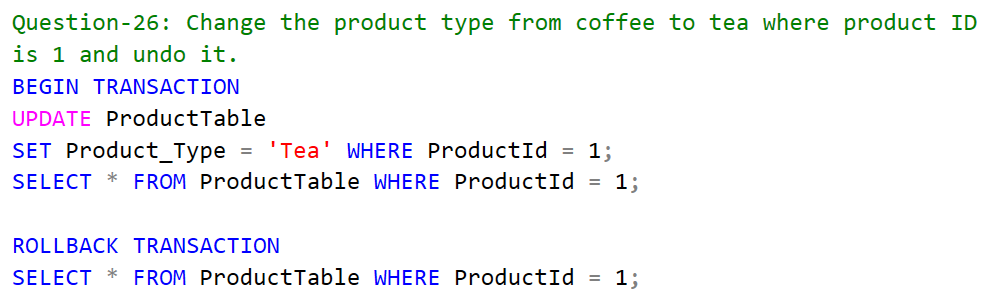 Question-26: Change the product type from coffee to tea where product ID
is 1 and undo it.
BEGIN TRANSACTION
UPDATE ProductTable
SET Product_Type = 'Tea' WHERE ProductId = 1;
SELECT * FROM ProductTable WHERE ProductId = 1;
ROLLBACK TRANSACTION
SELECT * FROM ProductTable WHERE ProductId = 1;